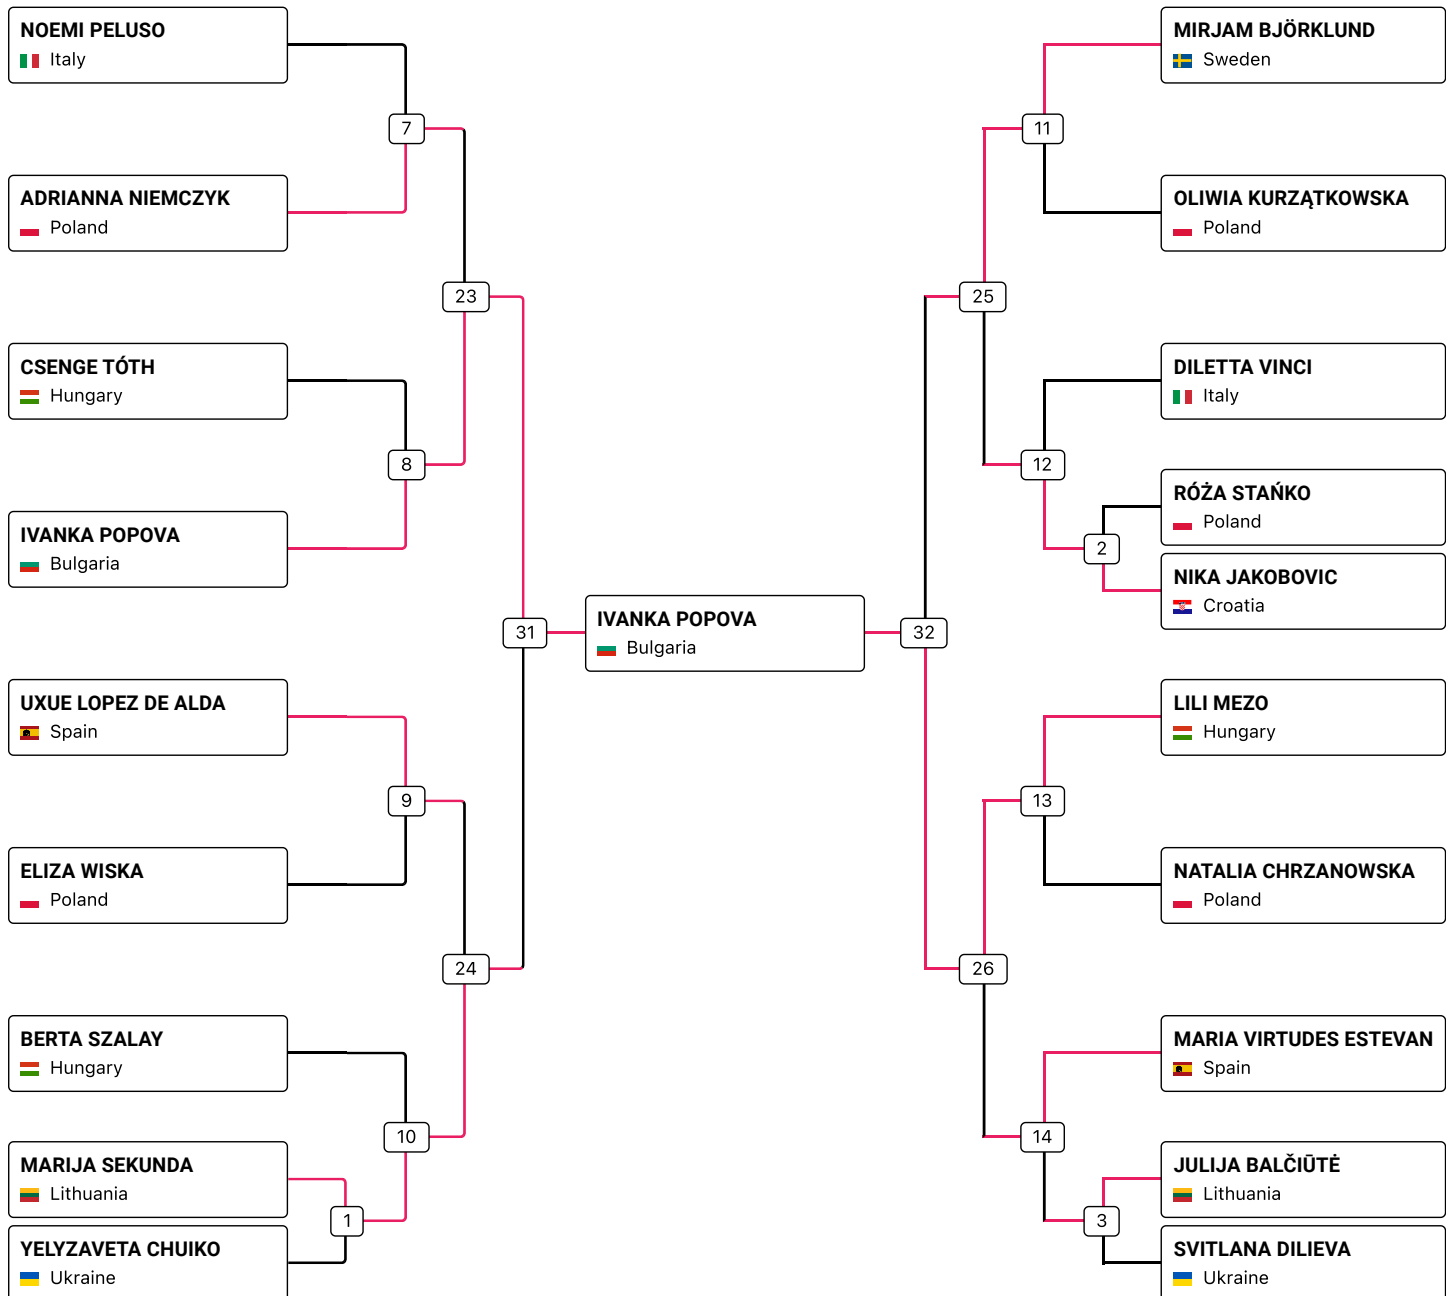 NOEMI PELUSO
Italy
7
ADRIANNA NIEMCZYK
Poland
23
CSENGE TÓTH
Hungary
8
IVANKA POPOVA
Bulgaria
31
UXUE LOPEZ DE ALDA
Spain
9
ELIZA WISKA
Poland
24
BERTA SZALAY
Hungary
10
MARIJA SEKUNDA
Lithuania
1
YELYZAVETA CHUIKO
Ukraine
IVANKA POPOVA
Bulgaria
32
MIRJAM BJÖRKLUND
Sweden
11
OLIWIA KURZĄTKOWSKA
Poland
25
DILETTA VINCI
Italy
12
RÓŻA STAŃKO
Poland
2
NIKA JAKOBOVIC
Croatia
LILI MEZO
Hungary
13
NATALIA CHRZANOWSKA
Poland
26
MARIA VIRTUDES ESTEVAN
Spain
14
JULIJA BALČIŪTĖ
Lithuania
3
SVITLANA DILIEVA
Ukraine